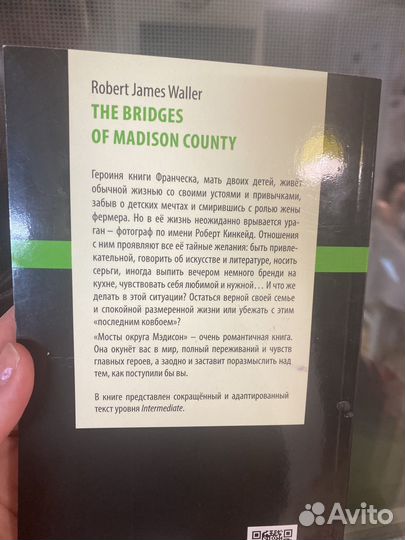 Robert James Waller
THE BRIDGES
OF MADISON COUNTY
Героиня книги Франческа, мать двоих детей, живёт
обычной жизнью со своими устоями и привычками,
забыв о детских мечтах и смирившись с ролью жены
фермера. Но в её жизнь неожиданно врывается ура-
ган – фотограф по имени Роберт Кинкейд. Отношения
с ним проявляют все её тайные желания: быть привле-
кательной, говорить об искусстве и литературе, носить
серьги, иногда выпить вечером немного бренди на
кухне, чувствовать себя любимой и нужной... И что же
делать в этой ситуации? Остаться верной своей семье
и спокойной размеренной жизни или убежать с этим
«последним ковбоем»?
«Мосты округа Мэдисон» – очень романтичная книга.
Она окунёт вас в мир, полный переживаний и чувств
главных героев, а заодно и заставит поразмыслить над
тем, как поступили бы вы.
В книге представлен сокращённый и адаптированный
текст уровня Intermediate.
Avito